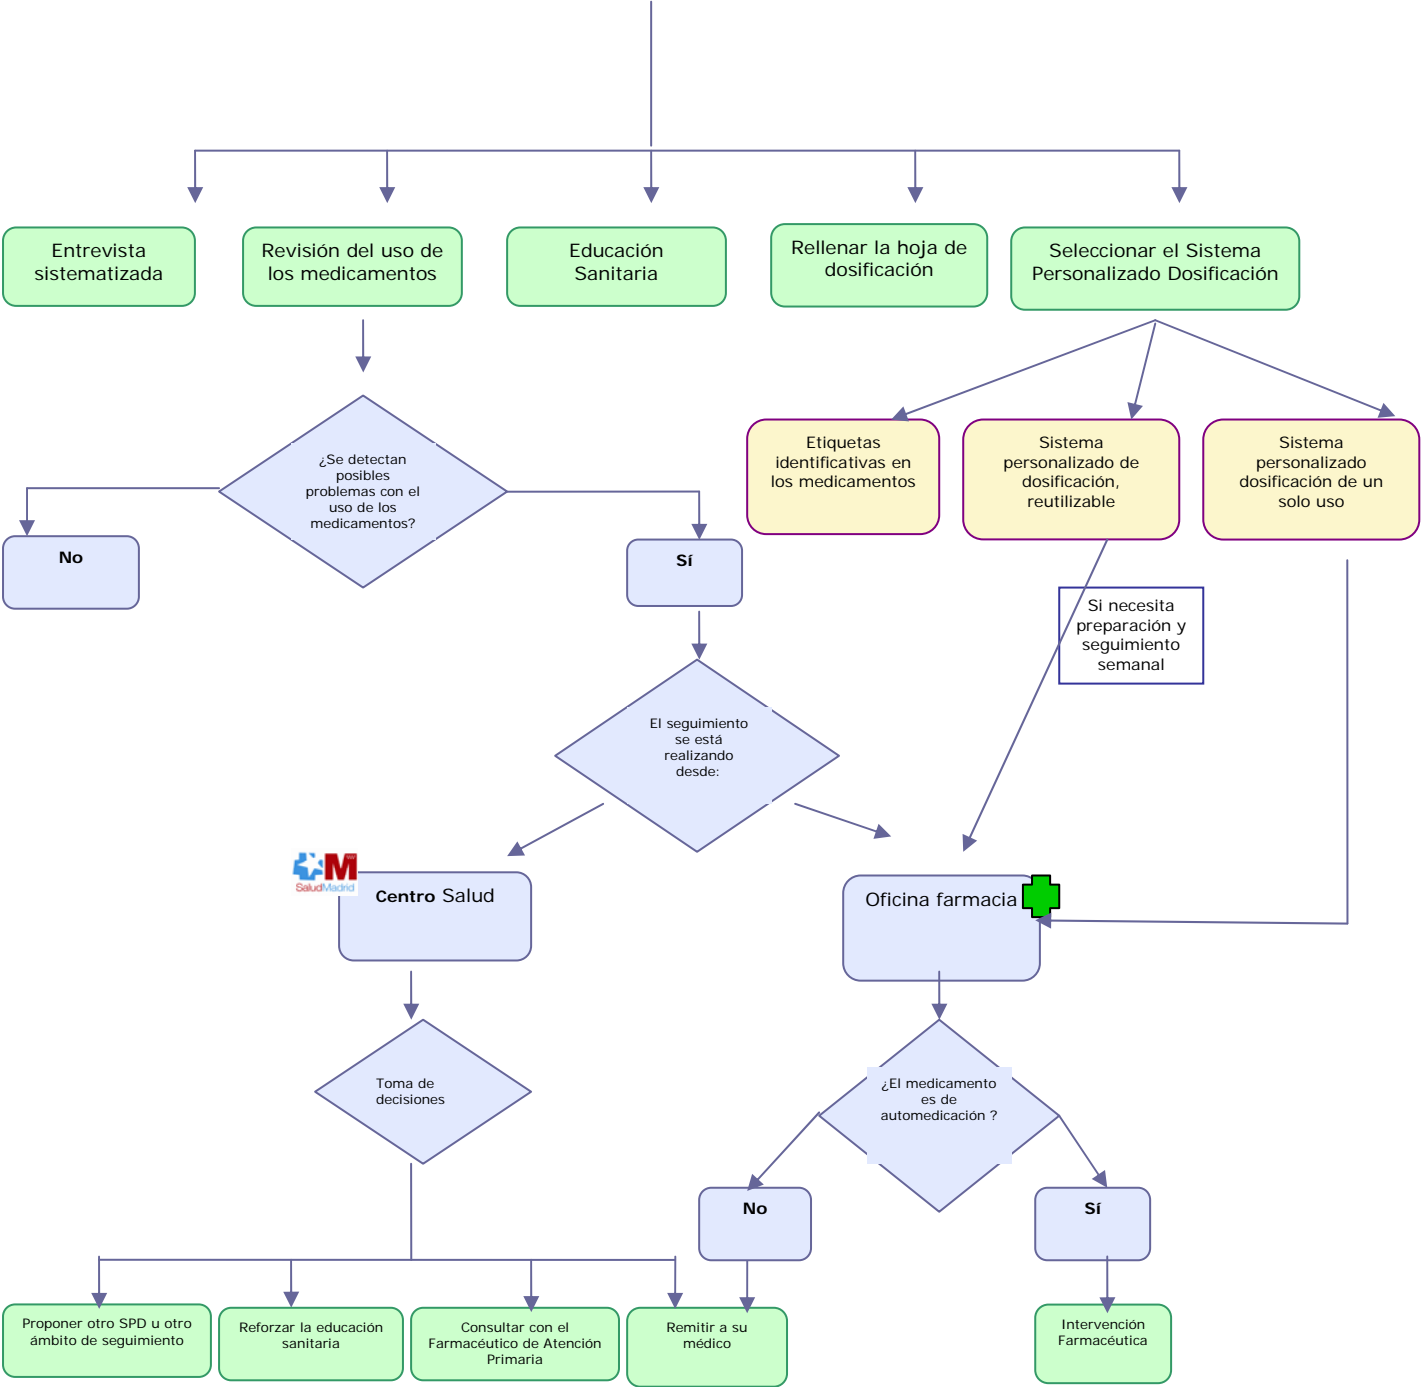 Entrevista
sistematizada
Revisión del uso de
los medicamentos
Educación
Sanitaria
Rellenar la hoja de
dosificación
Seleccionar el Sistema
Personalizado Dosificación
¿Se detectan
posibles
problemas con el
uso de los
medicamentos?
Etiquetas
identificativas en
los medicamentos
Sistema
personalizado de
dosificación,
reutilizable
Sistema
personalizado
dosificación de un
solo uso
No
Sí
Si necesita
preparación y
seguimiento
semanal
El seguimiento
se está
realizando
desde:
M
SaludMadrid
Centro Salud
Oficina farmacia
Toma de
decisiones
¿El medicamento
es de
automedicación ?
No
Sí
Proponer otro SPD u otro
ámbito de seguimiento
Reforzar la educación
sanitaria
Consultar con el
Farmacéutico de Atención
Primaria
Remitir a su
médico
Intervención
Farmacéutica